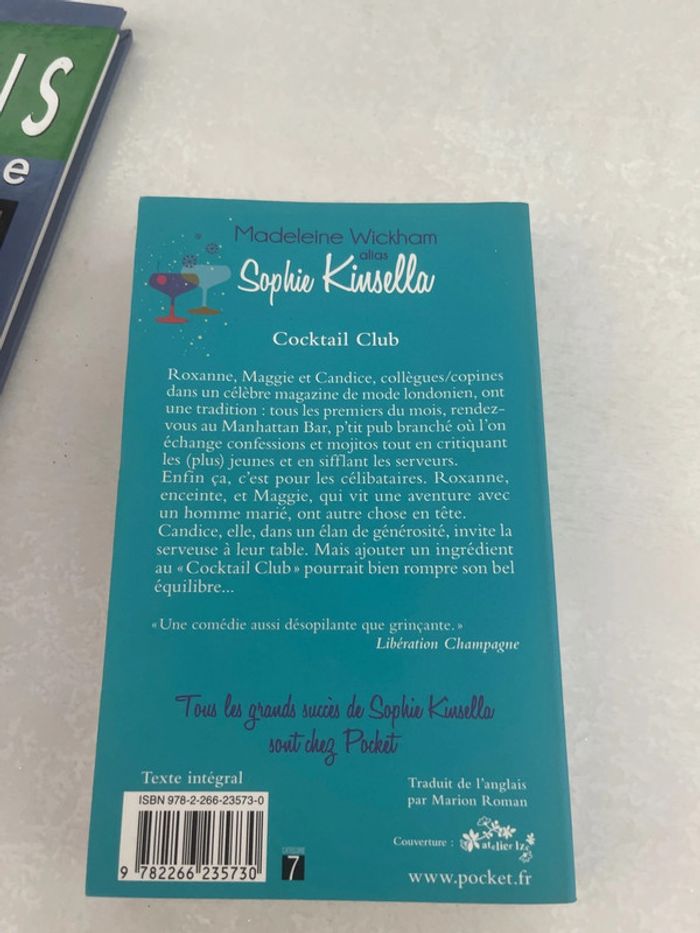 US
e
Madeleine Wickham
alias
Sophie Kinsella
Cocktail Club
Roxanne, Maggie et Candice, collègues/copines
dans un célèbre magazine de mode londonien, ont
une tradition : tous les premiers du mois, rendez-
vous au Manhattan Bar, p'tit pub branché où l'on
échange confessions et mojitos tout en critiquant
les (plus) jeunes et en sifflant les serveurs.
Enfin ça, c'est pour les célibataires. Roxanne,
enceinte, et Maggie, qui vit une aventure avec
un homme marié, ont autre chose en tête.
Candice, elle, dans un élan de générosité, invite la
serveuse à leur table. Mais ajouter un ingrédient
au « Cocktail Club » pourrait bien rompre son bel
équilibre...
« Une comédie aussi désopilante que grinçante. »
Libération Champagne
Tous les grands succès de Sophie Kinsella
sont chez Pocket
Texte intégral
ISBN 978-2-266-23573-0
9 782266 235730
CATÉGORIE
7
Traduit de l'anglais
par Marion Roman
Couverture : atelier lz
www.pocket.fr